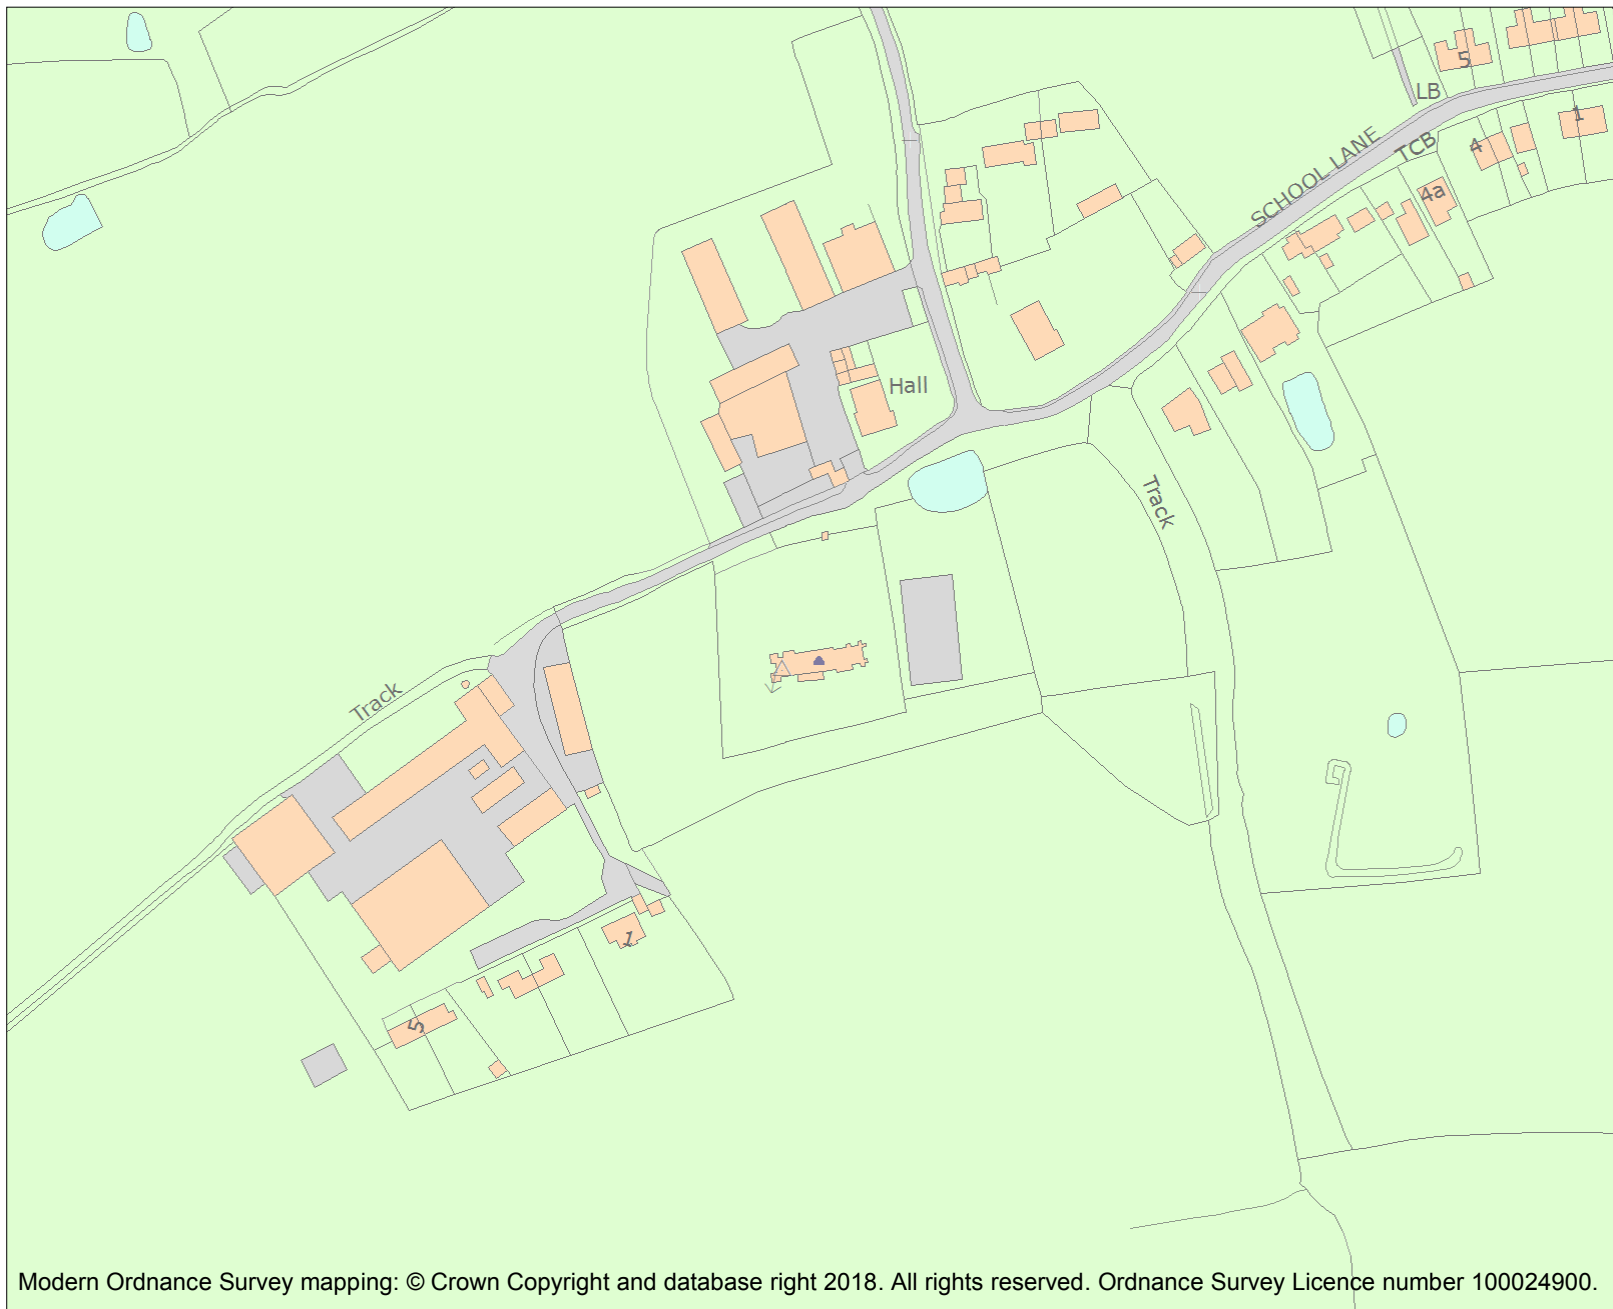 5
LB
1
SCHOOL LANE
TCB
4
4a
Hall
Track
Track
1
5
Modern Ordnance Survey mapping: © Crown Copyright and database right 2018. All rights reserved. Ordnance Survey Licence number 100024900.